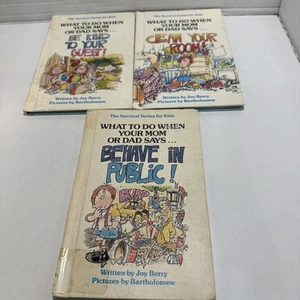 The Survival Series for Kids
WHAT TO DO WHEN
YOUR MOM
OR DAD SAYS...
BE KIND
TO YOUR
GUEST!
Written by Joy Berry
Pictures by Bartholomew
The Survival Series for Kids
WHAT TO DO WHEN
YOUR MOM
OR DAD SAYS...
CLEAN YOUR
ROOM!
Written by Joy Berry
Pictures by Bartholomew
The Survival Series for Kids
WHAT TO DO WHEN
YOUR MOM
OR DAD SAYS...
BEHAVE IN
PUBLIC!
Written by Joy Berry
Pictures by Bartholomew